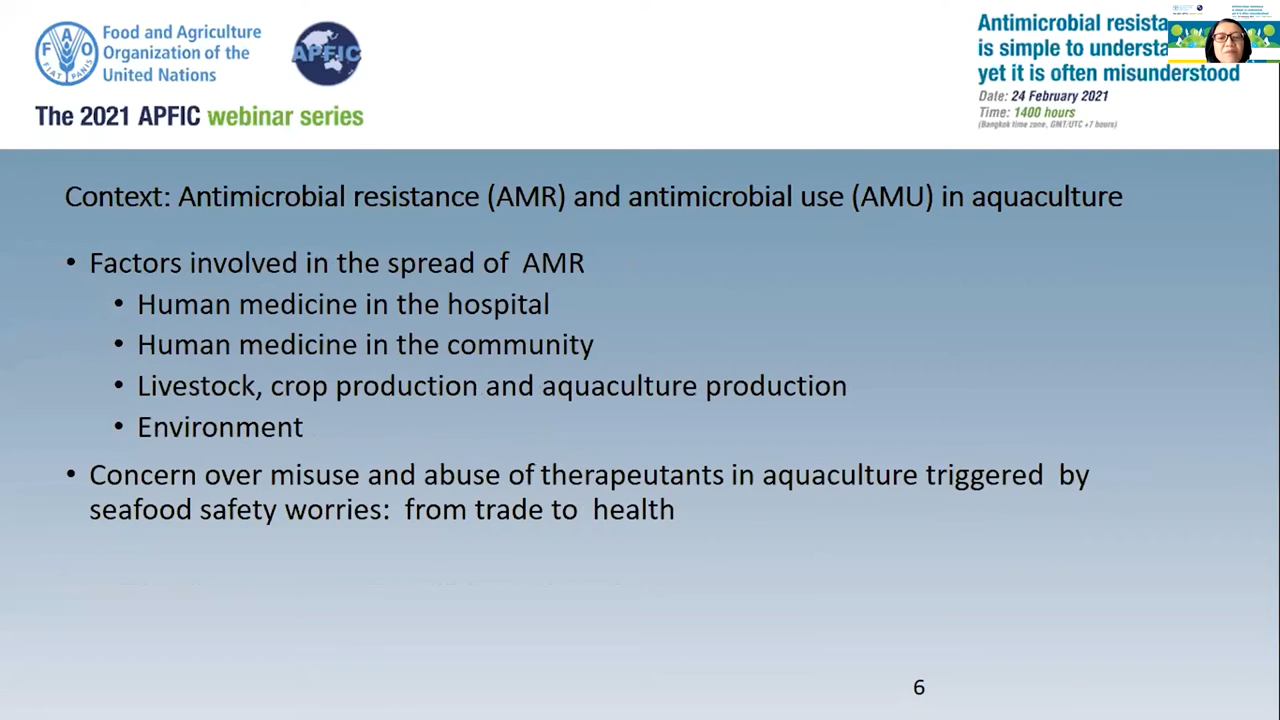 Food and Agriculture
Organization of the
United Nations
FAO
FIAT PANIS
APFIC
The 2021 APFIC webinar series
Antimicrobial resista
is simple to understa
yet it is often misunderstood
Date: 24 February 2021
Time: 1400 hours
(Bangkok time zone, GMT/UTC +7 hours)
Context: Antimicrobial resistance (AMR) and antimicrobial use (AMU) in aquaculture
• Factors involved in the spread of AMR
• Human medicine in the hospital
• Human medicine in the community
• Livestock, crop production and aquaculture production
• Environment
• Concern over misuse and abuse of therapeutants in aquaculture triggered by
seafood safety worries: from trade to health
6